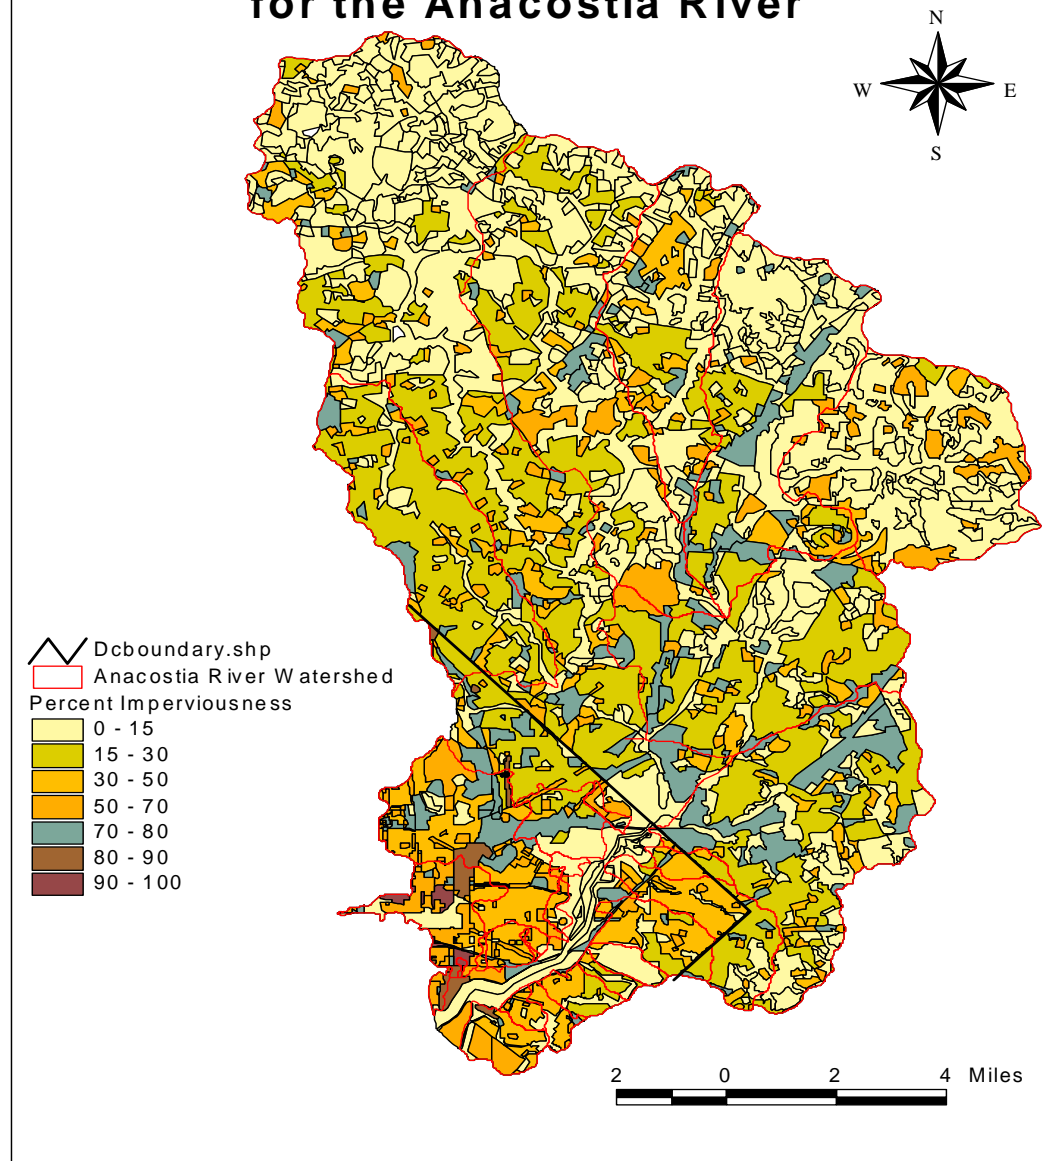 for the Anacostia River
N
W E
S
Dcboundary.shp
Anacostia River Watershed
Percent Imperviousness
0 - 15
15 - 30
30 - 50
50 - 70
70 - 80
80 - 90
90 - 100
2 0 2 4 Miles